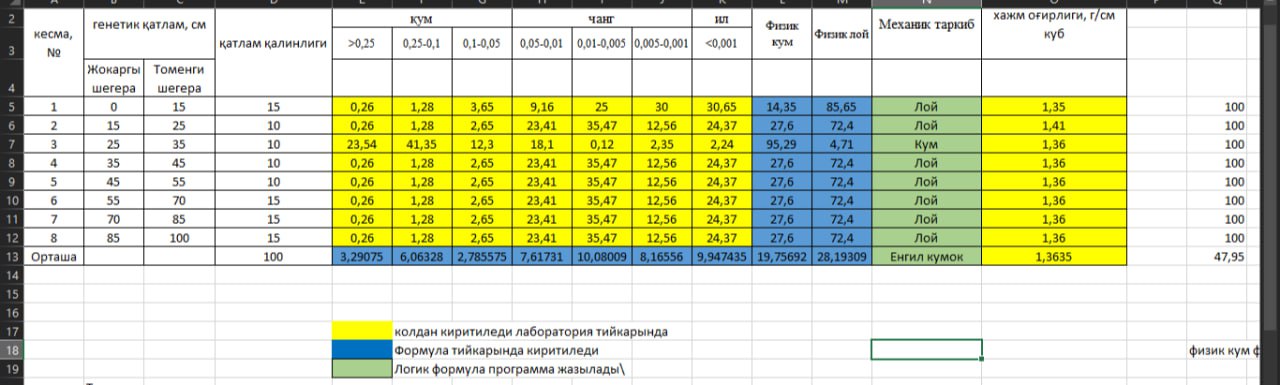 A B C D E F G H I J K L M N O P Q
2 кесма, № генетик қатлам, см қатлам қалинлиги кум чанг ил Физик кум Физик лой Механик таркиб хажм оғирлиги, г/см куб
3 >0,25 0,25-0,1 0,1-0,05 0,05-0,01 0,01-0,005 0,005-0,001 <0,001
4 Жокаргы шегера Томенги шегера
5 1 0 15 15 0,26 1,28 3,65 9,16 25 30 30,65 14,35 85,65 Лой 1,35 100
6 2 15 25 10 0,26 1,28 2,65 23,41 35,47 12,56 24,37 27,6 72,4 Лой 1,41 100
7 3 25 35 10 23,54 41,35 12,3 18,1 0,12 2,35 2,24 95,29 4,71 Кум 1,36 100
8 4 35 45 10 0,26 1,28 2,65 23,41 35,47 12,56 24,37 27,6 72,4 Лой 1,36 100
9 5 45 55 10 0,26 1,28 2,65 23,41 35,47 12,56 24,37 27,6 72,4 Лой 1,36 100
10 6 55 70 10 0,26 1,28 2,65 23,41 35,47 12,56 24,37 27,6 72,4 Лой 1,36 100
11 7 70 85 10 0,26 1,28 2,65 23,41 35,47 12,56 24,37 27,6 72,4 Лой 1,36 100
12 8 85 100 15 0,26 1,28 2,65 23,41 35,47 12,56 24,37 27,6 72,4 Лой 1,36 100
13 Орташа 100 3,29075 6,06328 2,785575 7,61731 10,08009 8,16556 9,947435 19,75692 28,19309 Енгил кумок 1,3635 47,95
14
15
16
17 колдан киритиледи лаборатория тийкарында
18 Формула тийкарында киритиледи физик кум ф
19 Логик формула программа жазылады\